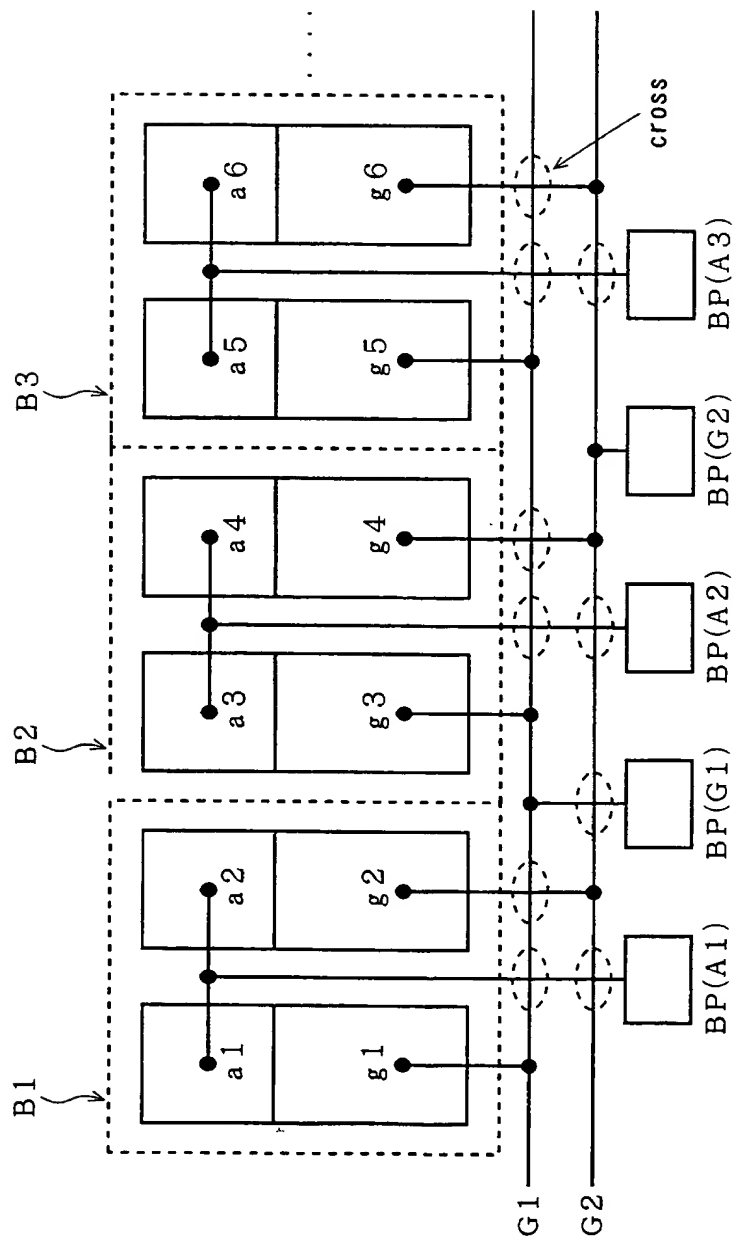 B1
B2
B3
a1
a2
a3
a4
a5
a6
. . . .
g1
g2
g3
g4
g5
g6
G1
G2
cross
BP(A1)
BP(G1)
BP(A2)
BP(G2)
BP(A3)